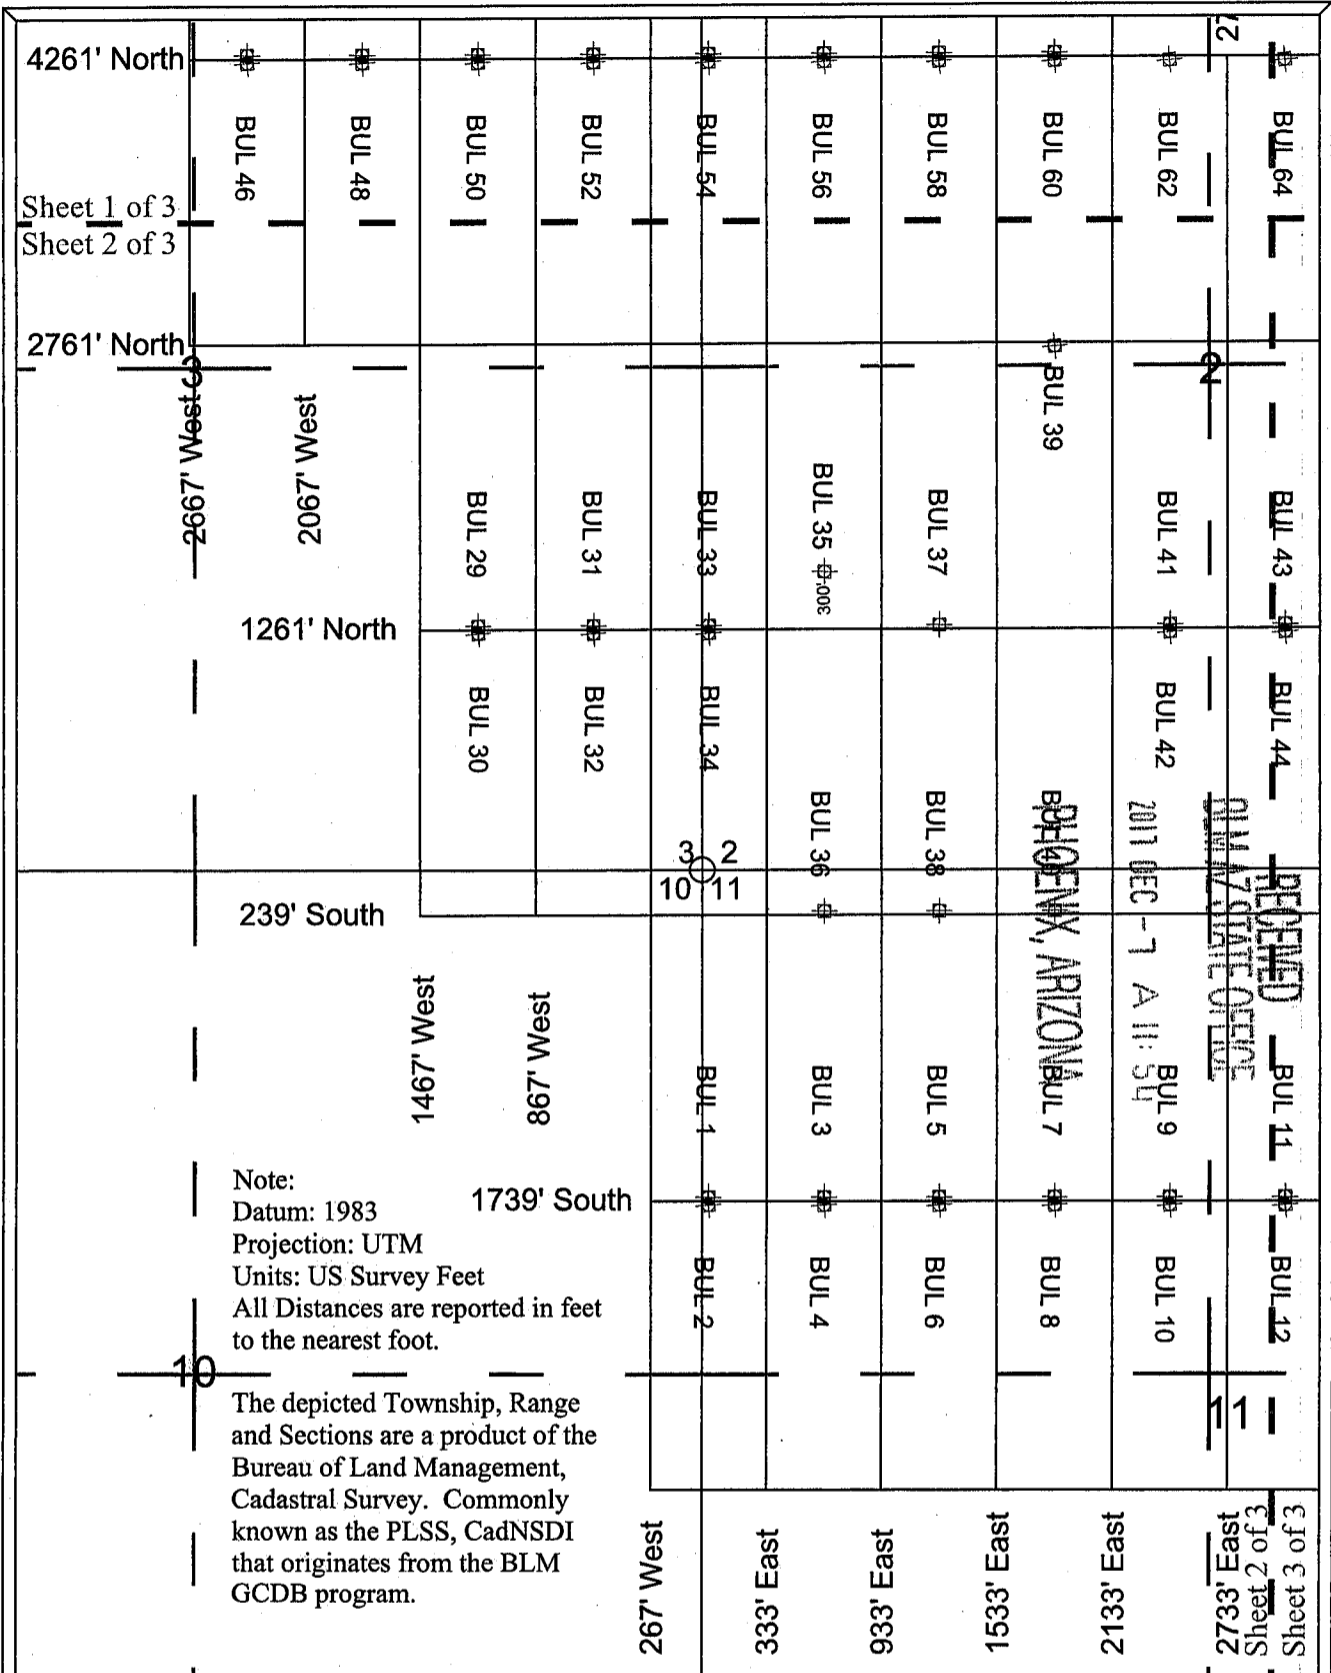 27
4261' North
BUL 46
BUL 48
BUL 50
BUL 52
BUL 54
BUL 56
BUL 58
BUL 60
BUL 62
BUL 64
Sheet 1 of 3
Sheet 2 of 3
2761' North
2
2667' West
2067' West
BUL 39
BUL 29
BUL 31
BUL 33
BUL 35
300'
BUL 37
BUL 41
BUL 43
1261' North
BUL 30
BUL 32
BUL 34
BUL 36
BUL 38
BUL 40
BUL 42
BUL 44
3 2
10 11
239' South
RECEIVED
BLM AZ STATE OFFICE
2017 DEC -7 A 11: 54
PHOENIX, ARIZONA
1467' West
867' West
BUL 1
BUL 3
BUL 5
BUL 7
BUL 9
BUL 11
1739' South
BUL 2
BUL 4
BUL 6
BUL 8
BUL 10
BUL 12
Note:
Datum: 1983
Projection: UTM
Units: US Survey Feet
All Distances are reported in feet
to the nearest foot.
10
11
The depicted Township, Range
and Sections are a product of the
Bureau of Land Management,
Cadastral Survey. Commonly
known as the PLSS, CadNSDI
that originates from the BLM
GCDB program.
267' West
333' East
933' East
1533' East
2133' East
2733' East
Sheet 2 of 3
Sheet 3 of 3